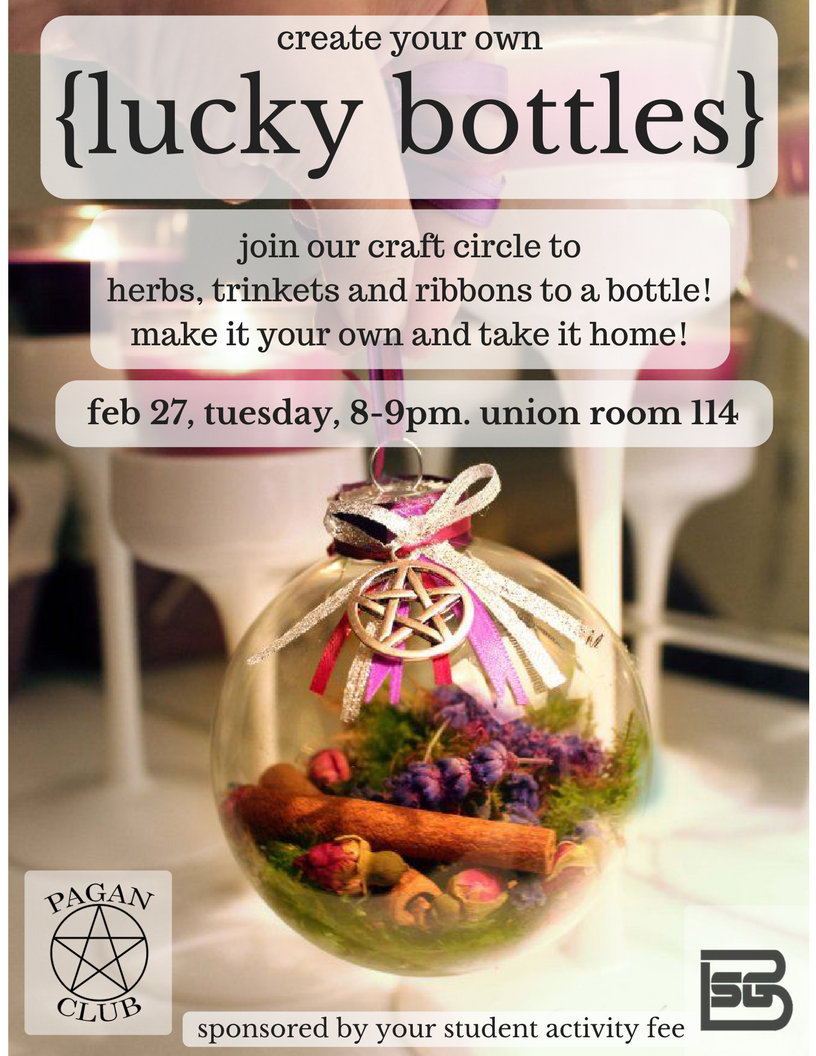 create your own
{lucky bottles}
join our craft circle to
herbs, trinkets and ribbons to a bottle!
make it your own and take it home!
feb 27, tuesday, 8-9pm. union room 114
PAGAN
CLUB
SGB
sponsored by your student activity fee